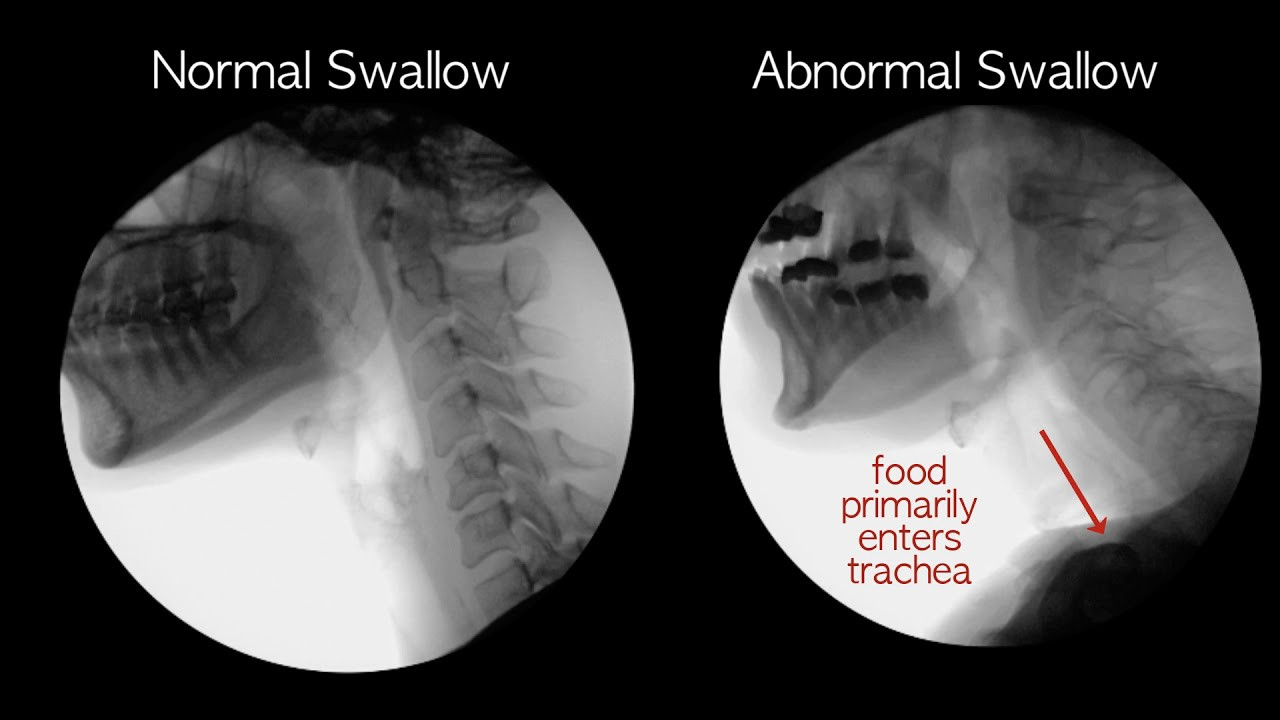 Normal Swallow
Abnormal Swallow
food
primarily
enters
trachea